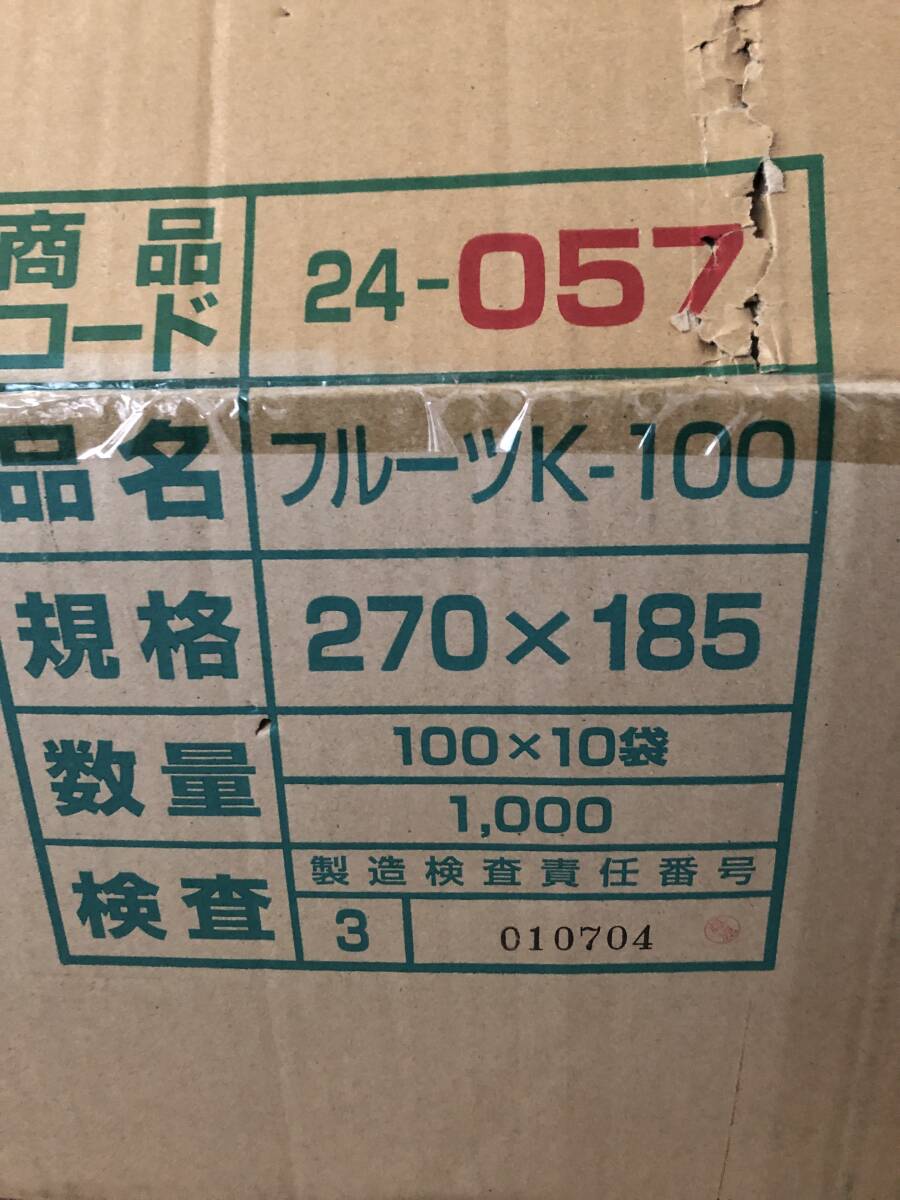 商品コード 24-057
品名 フルーツK-100
規格 270×185
数量 100×10袋
1,000
検査 製造検査責任番号
3 010704